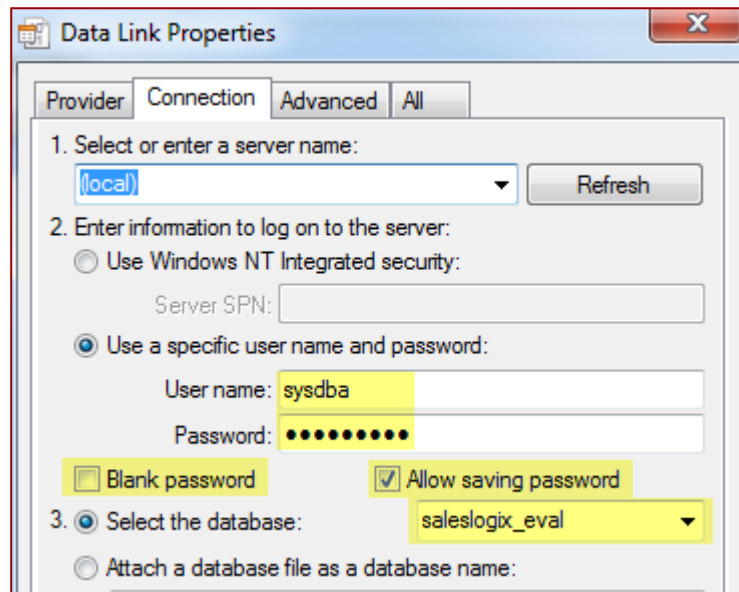 Data Link Properties
Provider Connection Advanced All
1. Select or enter a server name:
(local) Refresh
2. Enter information to log on to the server:
Use Windows NT Integrated security:
Server SPN:
Use a specific user name and password:
User name: sysdba
Password: ●●●●●●●●●
Blank password Allow saving password
3. Select the database: saleslogix_eval
Attach a database file as a database name: